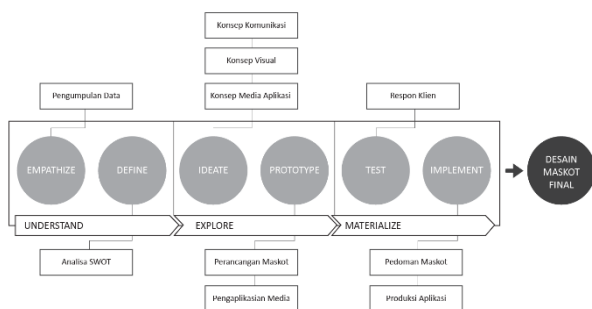 Konsep Komunikasi
Konsep Visual
Konsep Media Aplikasi
Pengumpulan Data
Respon Klien
EMPATHIZE
DEFINE
IDEATE
PROTOTYPE
TEST
IMPLEMENT
DESAIN
MASKOT
FINAL
UNDERSTAND
EXPLORE
MATERIALIZE
Analisa SWOT
Perancangan Maskot
Pedoman Maskot
Pengaplikasian Media
Produksi Aplikasi